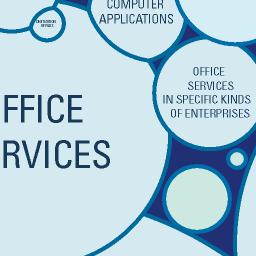 COMPUTER
APPLICATIONS
OFFICE
SERVICES
IN SPECIFIC KINDS
OF ENTERPRISES
FFICE
RVICES